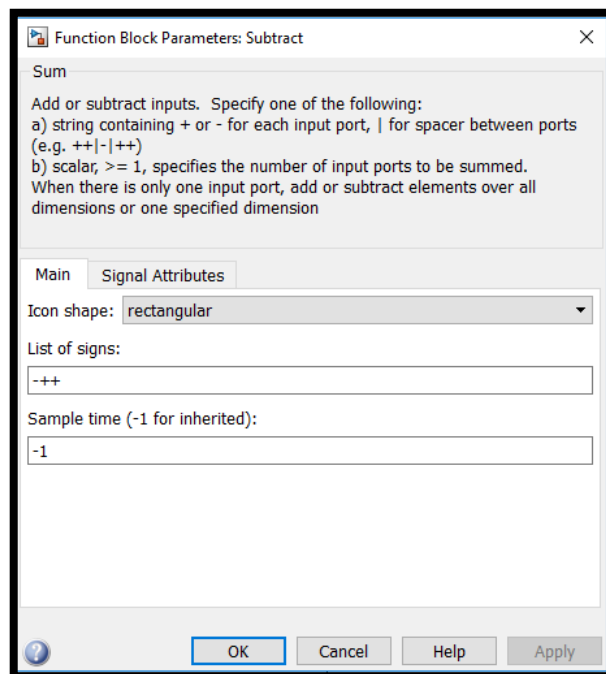 Function Block Parameters: Subtract
Sum
Add or subtract inputs.  Specify one of the following:
a) string containing + or - for each input port, | for spacer between ports
(e.g. ++|-|++)
b) scalar, >= 1, specifies the number of input ports to be summed.
When there is only one input port, add or subtract elements over all
dimensions or one specified dimension
Main Signal Attributes
Icon shape: rectangular
List of signs:
-++
Sample time (-1 for inherited):
-1
? OK Cancel Help Apply